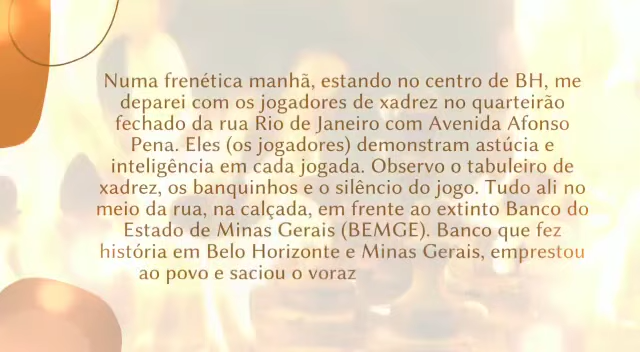 Numa frenética manhã, estando no centro de BH, me
deparei com os jogadores de xadrez no quarteirão
fechado da rua Rio de Janeiro com Avenida Afonso
Pena. Eles (os jogadores) demonstram astúcia e
inteligência em cada jogada. Observo o tabuleiro de
xadrez, os banquinhos e o silêncio do jogo. Tudo ali no
meio da rua, na calçada, em frente ao extinto Banco do
Estado de Minas Gerais (BEMGE). Banco que fez
história em Belo Horizonte e Minas Gerais, emprestou
ao povo e saciou o voraz